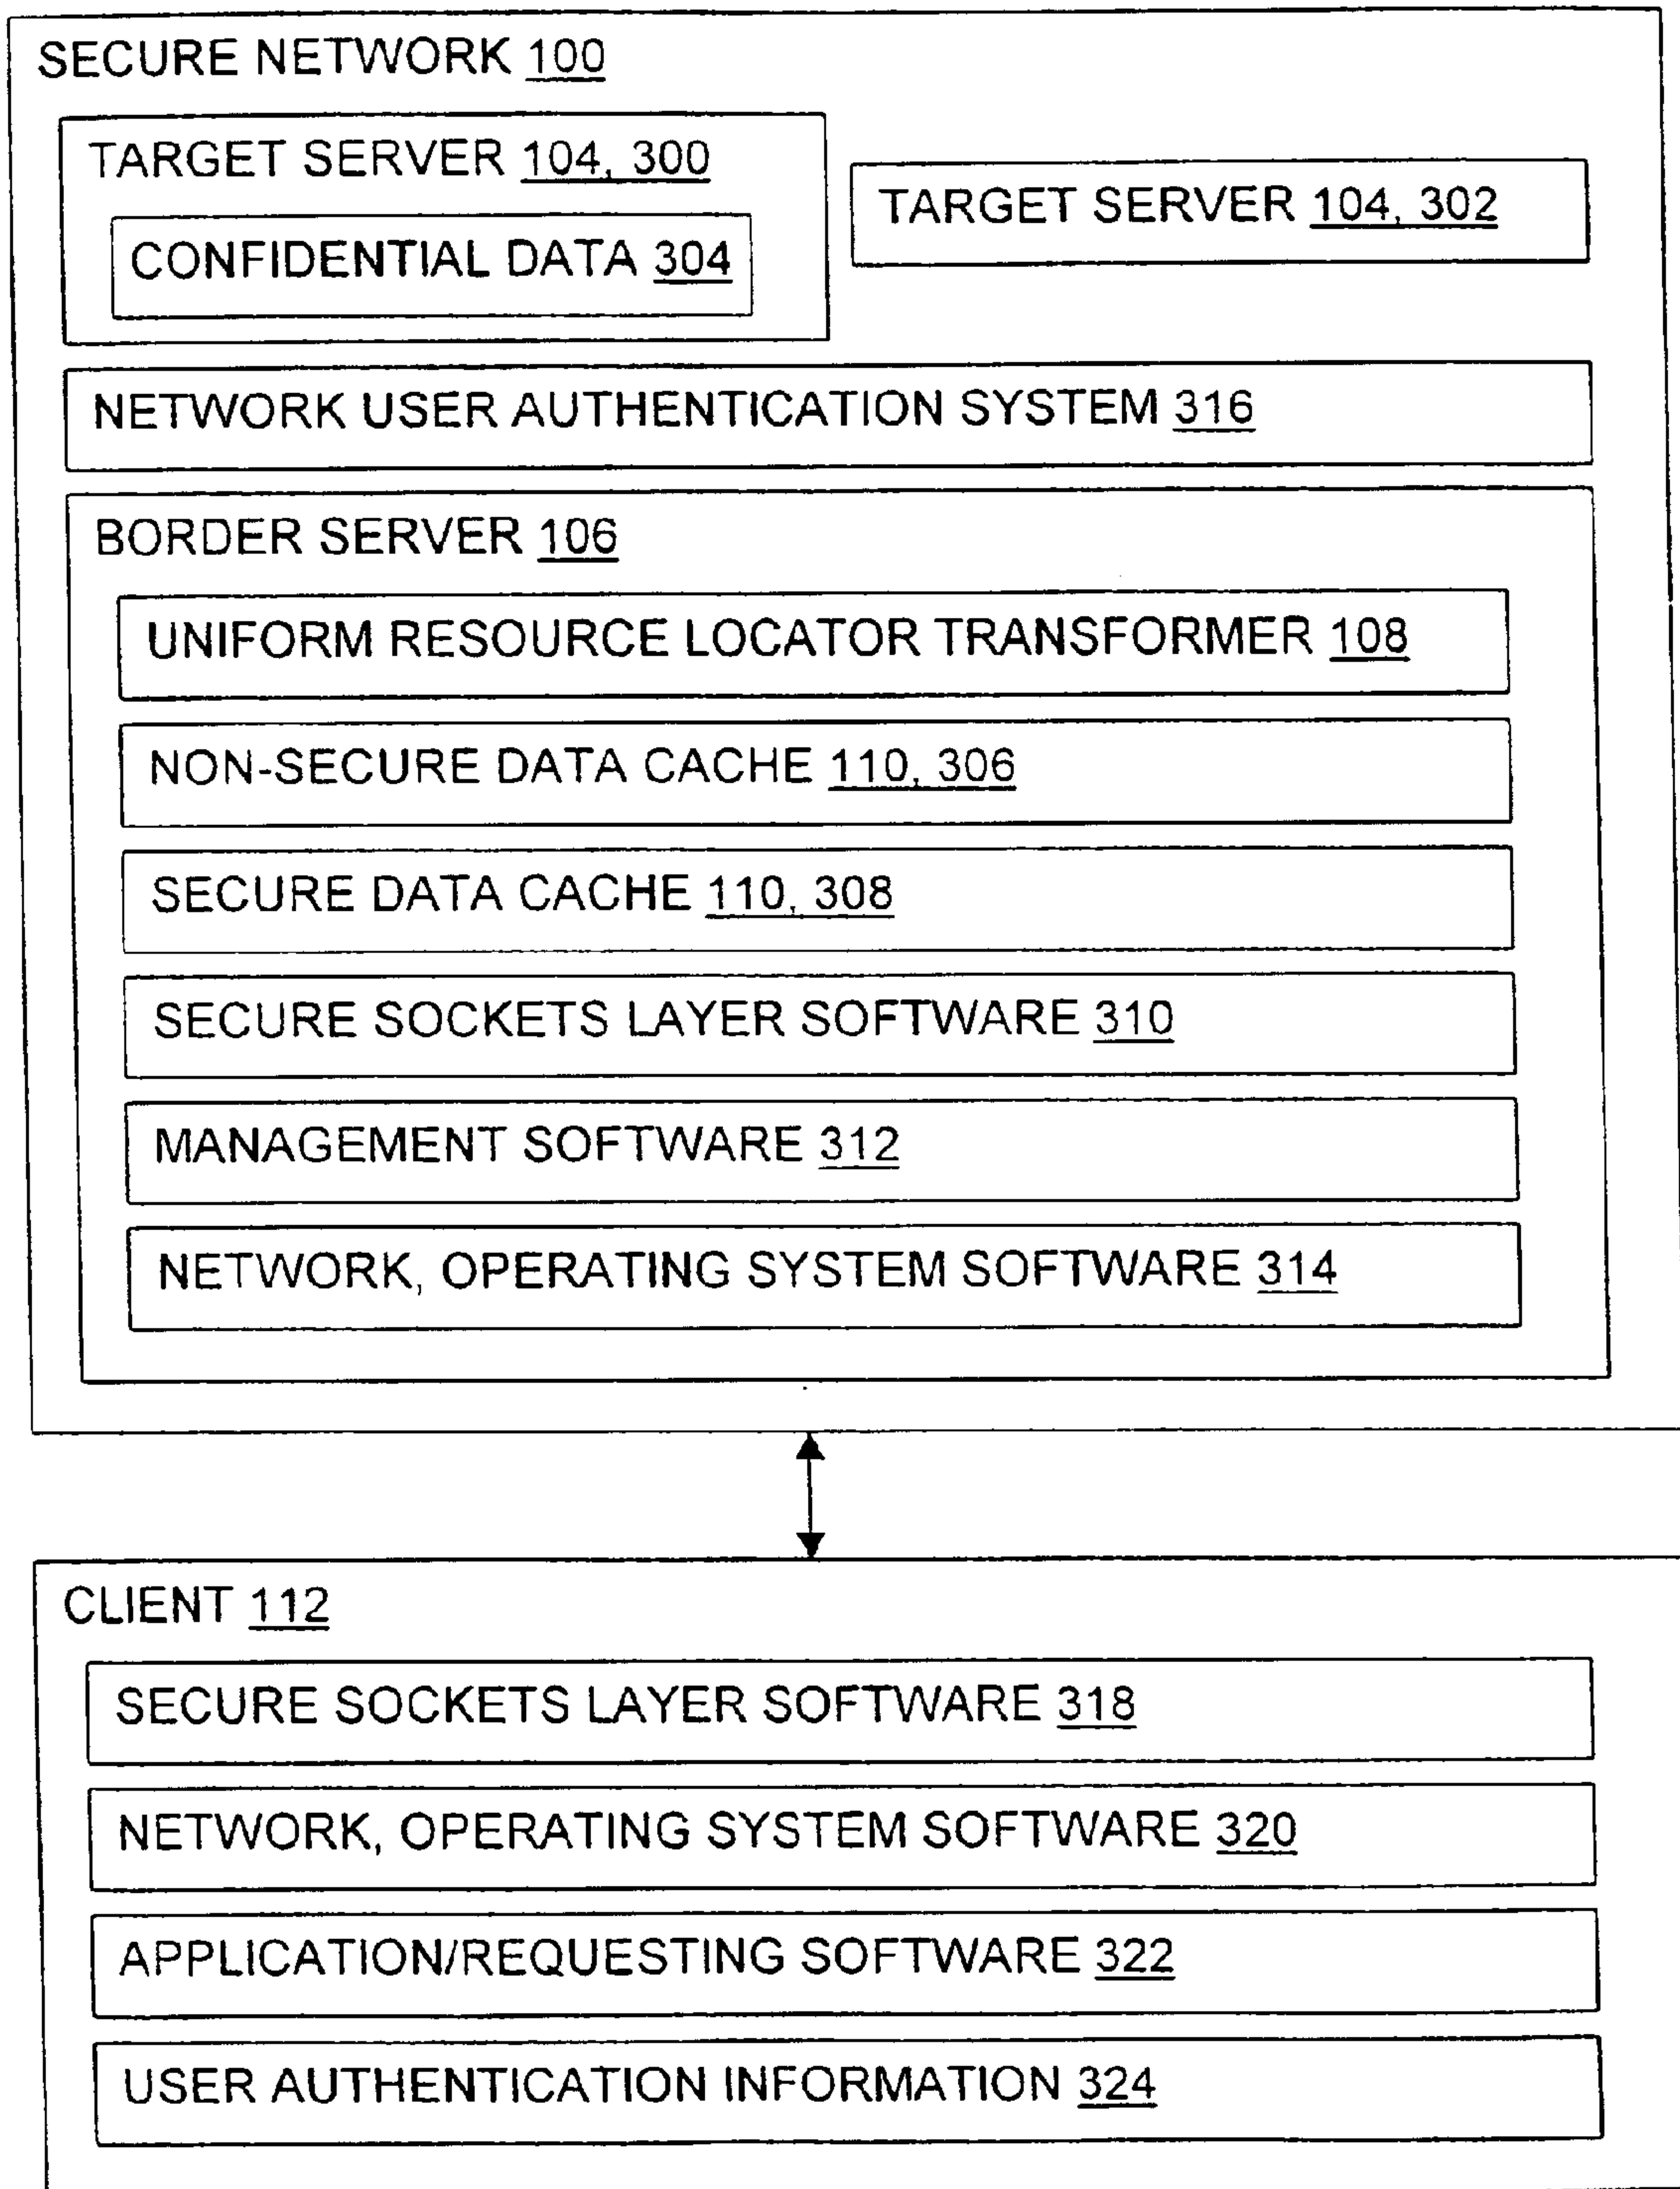 SECURE NETWORK 100
TARGET SERVER 104, 300
CONFIDENTIAL DATA 304
TARGET SERVER 104, 302
NETWORK USER AUTHENTICATION SYSTEM 316
BORDER SERVER 106
UNIFORM RESOURCE LOCATOR TRANSFORMER 108
NON-SECURE DATA CACHE 110, 306
SECURE DATA CACHE 110, 308
SECURE SOCKETS LAYER SOFTWARE 310
MANAGEMENT SOFTWARE 312
NETWORK, OPERATING SYSTEM SOFTWARE 314
CLIENT 112
SECURE SOCKETS LAYER SOFTWARE 318
NETWORK, OPERATING SYSTEM SOFTWARE 320
APPLICATION/REQUESTING SOFTWARE 322
USER AUTHENTICATION INFORMATION 324